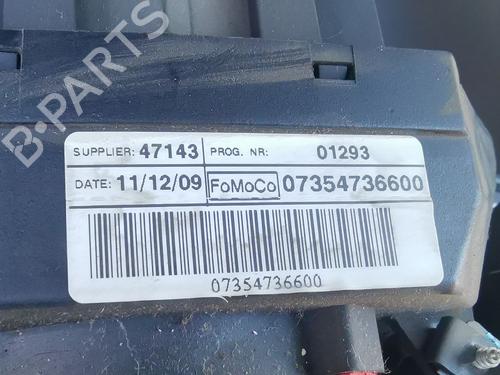 B-PARTS
SUPPLIER: 47143 PROG. NR: 01293
DATE: 11/12/09 FoMoCo 07354736600
07354736600